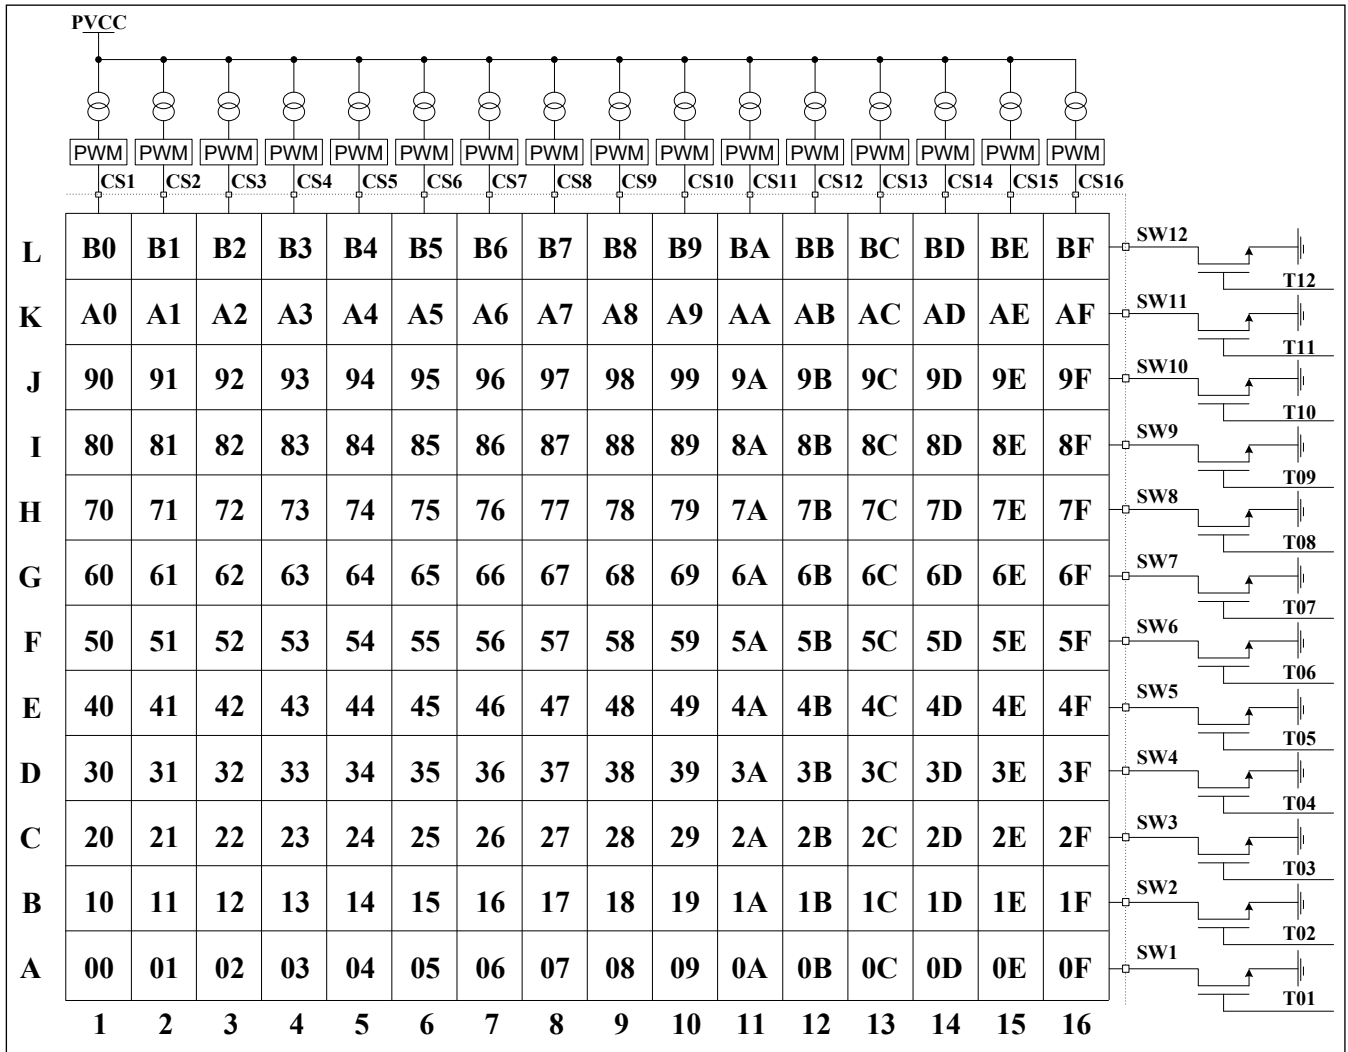 PVCC
PWM PWM PWM PWM PWM PWM PWM PWM PWM PWM PWM PWM PWM PWM PWM PWM
CS1 CS2 CS3 CS4 CS5 CS6 CS7 CS8 CS9 CS10 CS11 CS12 CS13 CS14 CS15 CS16
L B0 B1 B2 B3 B4 B5 B6 B7 B8 B9 BA BB BC BD BE BF SW12
T12
K A0 A1 A2 A3 A4 A5 A6 A7 A8 A9 AA AB AC AD AE AF SW11
T11
J 90 91 92 93 94 95 96 97 98 99 9A 9B 9C 9D 9E 9F SW10
T10
I 80 81 82 83 84 85 86 87 88 89 8A 8B 8C 8D 8E 8F SW9
T09
H 70 71 72 73 74 75 76 77 78 79 7A 7B 7C 7D 7E 7F SW8
T08
G 60 61 62 63 64 65 66 67 68 69 6A 6B 6C 6D 6E 6F SW7
T07
F 50 51 52 53 54 55 56 57 58 59 5A 5B 5C 5D 5E 5F SW6
T06
E 40 41 42 43 44 45 46 47 48 49 4A 4B 4C 4D 4E 4F SW5
T05
D 30 31 32 33 34 35 36 37 38 39 3A 3B 3C 3D 3E 3F SW4
T04
C 20 21 22 23 24 25 26 27 28 29 2A 2B 2C 2D 2E 2F SW3
T03
B 10 11 12 13 14 15 16 17 18 19 1A 1B 1C 1D 1E 1F SW2
T02
A 00 01 02 03 04 05 06 07 08 09 0A 0B 0C 0D 0E 0F SW1
T01
1 2 3 4 5 6 7 8 9 10 11 12 13 14 15 16